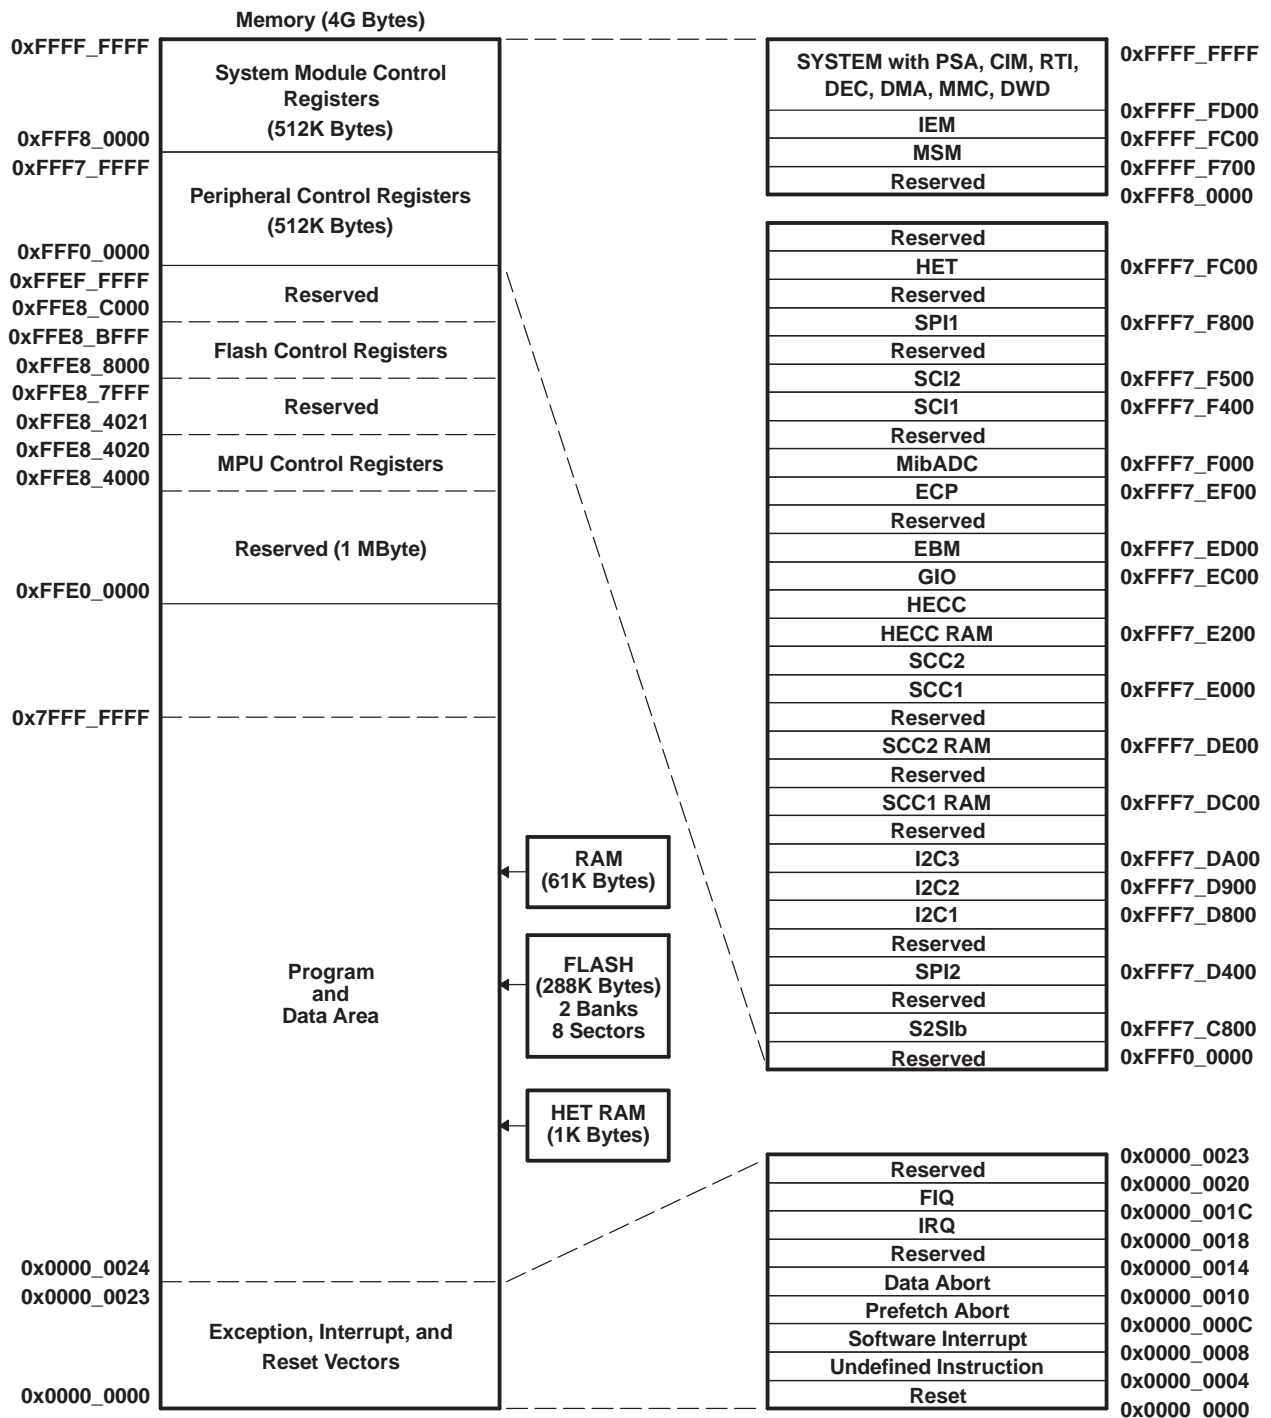 Memory (4G Bytes)
0xFFFF_FFFF
System Module Control
Registers
(512K Bytes)
0xFFF8_0000
0xFFF7_FFFF
Peripheral Control Registers
(512K Bytes)
0xFFF0_0000
0xFFEF_FFFF
Reserved
0xFFE8_C000
0xFFE8_BFFF
Flash Control Registers
0xFFE8_8000
0xFFE8_7FFF
Reserved
0xFFE8_4021
0xFFE8_4020
MPU Control Registers
0xFFE8_4000
Reserved (1 MByte)
0xFFE0_0000
0x7FFF_FFFF
Program
and
Data Area
0x0000_0024
0x0000_0023
Exception, Interrupt, and
Reset Vectors
0x0000_0000
RAM
(61K Bytes)
FLASH
(288K Bytes)
2 Banks
8 Sectors
HET RAM
(1K Bytes)
SYSTEM with PSA, CIM, RTI,
DEC, DMA, MMC, DWD
0xFFFF_FFFF
0xFFFF_FD00
IEM
0xFFFF_FC00
MSM
0xFFFF_F700
Reserved
0xFFF8_0000
Reserved
HET 0xFFF7_FC00
Reserved
SPI1 0xFFF7_F800
Reserved
SCI2 0xFFF7_F500
SCI1 0xFFF7_F400
Reserved
MibADC 0xFFF7_F000
ECP 0xFFF7_EF00
Reserved
EBM 0xFFF7_ED00
GIO 0xFFF7_EC00
HECC
HECC RAM 0xFFF7_E200
SCC2
SCC1 0xFFF7_E000
Reserved
SCC2 RAM 0xFFF7_DE00
Reserved
SCC1 RAM 0xFFF7_DC00
Reserved
I2C3 0xFFF7_DA00
I2C2 0xFFF7_D900
I2C1 0xFFF7_D800
Reserved
SPI2 0xFFF7_D400
Reserved
S2SIb 0xFFF7_C800
Reserved 0xFFF0_0000
0x0000_0023
Reserved
0x0000_0020
FIQ
0x0000_001C
IRQ
0x0000_0018
Reserved
0x0000_0014
Data Abort
0x0000_0010
Prefetch Abort
0x0000_000C
Software Interrupt
0x0000_0008
Undefined Instruction
0x0000_0004
Reset
0x0000_0000